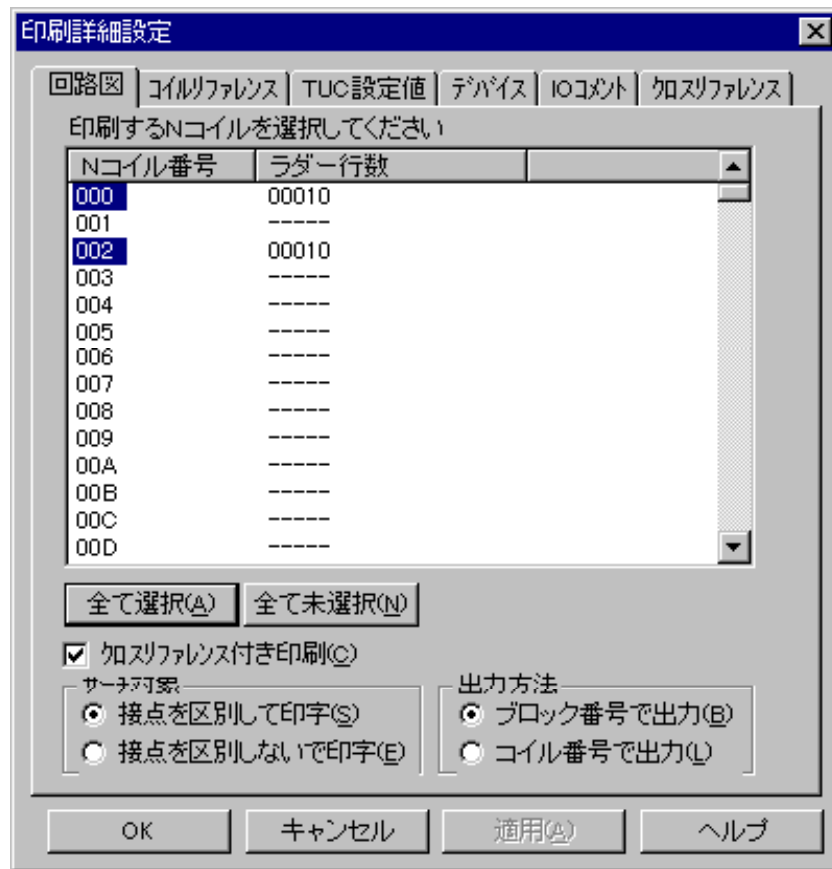 印刷詳細設定
回路図 コイルリファレンス TUC設定値 デバイス IOコメント クロスリファレンス
印刷するNコイルを選択してください
Nコイル番号 ラダー行数
000 00010
001 -----
002 00010
003 -----
004 -----
005 -----
006 -----
007 -----
008 -----
009 -----
00A -----
00B -----
00C -----
00D -----
全て選択(A) 全て未選択(N)
クロスリファレンス付き印刷(C)
サーチ対象 出力方法
接点を区別して印字(S) ブロック番号で出力(B)
接点を区別しないで印字(E) コイル番号で出力(L)
OK キャンセル 適用(A) ヘルプ